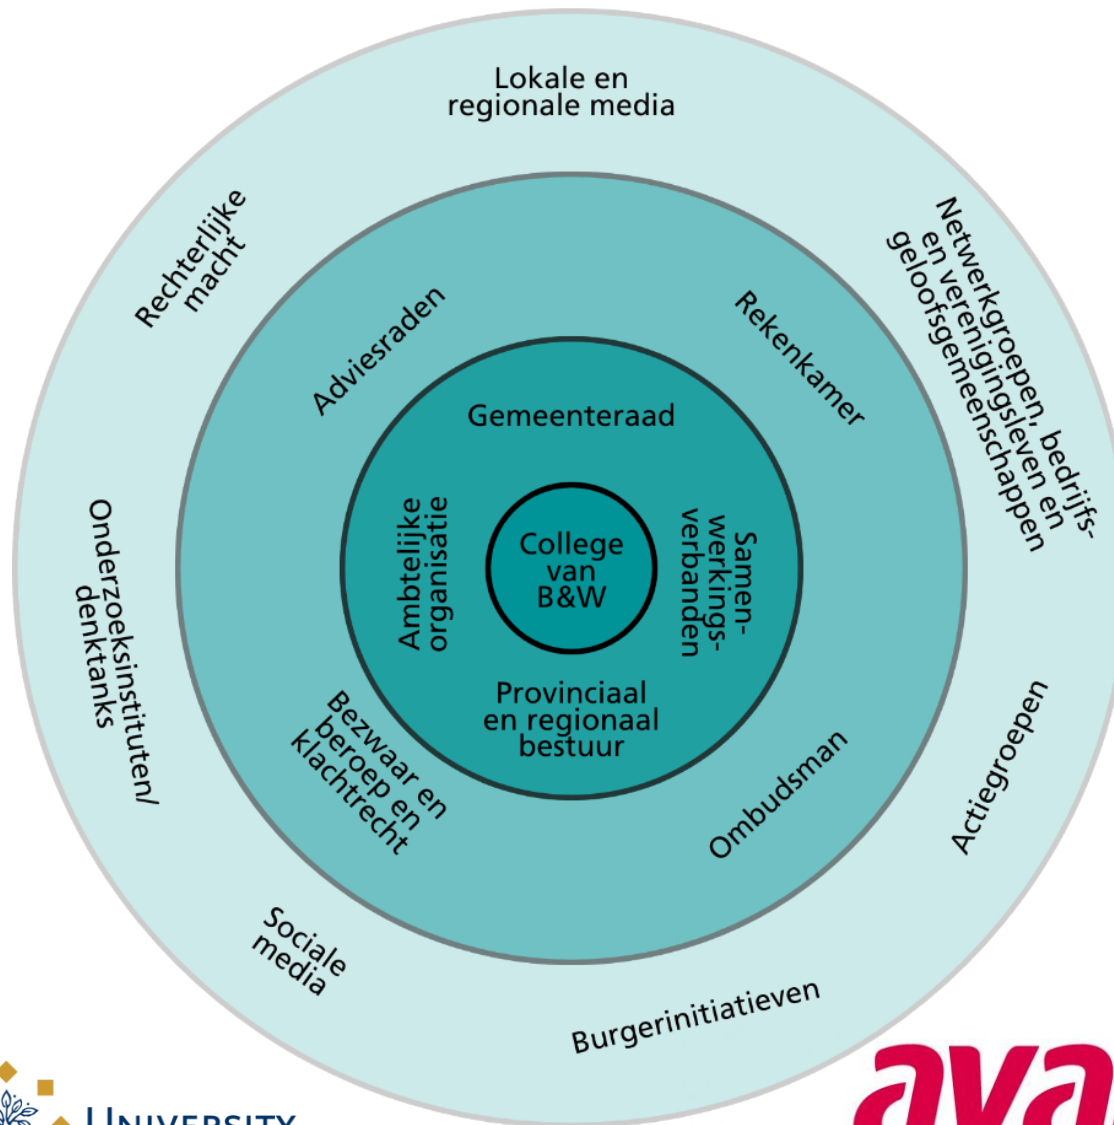 Lokale en
regionale media
Rechterlijke
macht
Netwerkgroepen, bedrijfs-
en verenigingsleven en
geloofsgemeenschappen
Adviesraden
Rekenkamer
Gemeenteraad
Ambtelijke
organisatie
College
van
B&W
Samen-
werkings-
verbanden
Onderzoeksinstituten/
denktanks
Provinciaal
en regionaal
bestuur
Bezwaar en
beroep en
klachtrecht
Ombudsman
Actiegroepen
Sociale
media
Burgerinitiatieven
UNIVERSITY